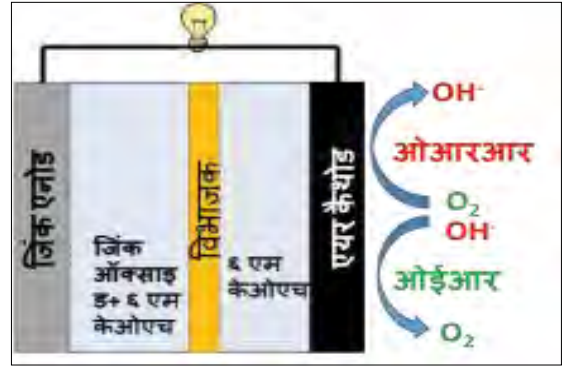 जिंक एनोड
जिंक
ऑक्साइ
ड+ ६ एम
केओएच
विभाजक
६ एम
केओएच
एयर कैथोड
OH-
ओआरआर
O2
OH-
ओईआर
O2